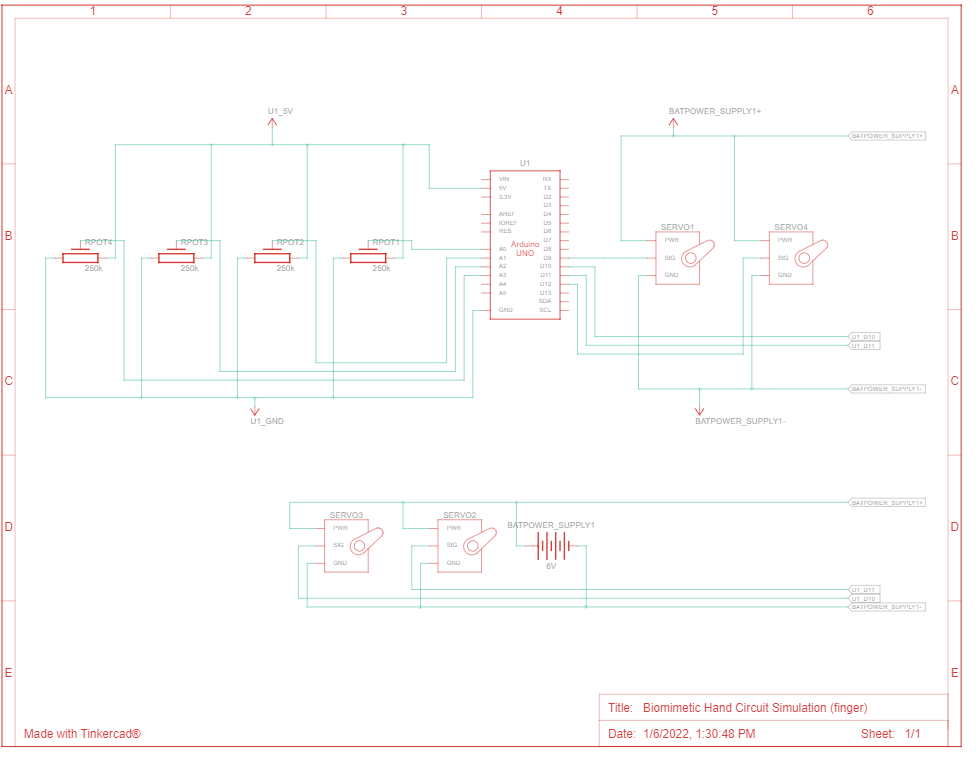 1 2 3 4 5 6
A A
U1_5V
BATPOWER_SUPPLY1+
BATPOWER_SUPPLY1+
U1
VIN RX
5V TX
3.3V D2
D3
AREF D4
IOREF D5
RES D6
D7
Arduino
UNO
A0 D8
A1 D9
A2 D10
A3 D11
A4 D12
A5 D13
SDA
GND SCL
B B
RPOT4 RPOT3 RPOT2 RPOT1
250k 250k 250k 250k
SERVO1 SERVO4
PWR PWR
SIG SIG
GND GND
U1_D10
U1_D11
C C
BATPOWER_SUPPLY1-
U1_GND
BATPOWER_SUPPLY1-
BATPOWER_SUPPLY1+
SERVO3 SERVO2
BATPOWER_SUPPLY1
D D
PWR PWR
SIG SIG
GND GND
6V
U1_D11
U1_D10
BATPOWER_SUPPLY1-
E E
Title: Biomimetic Hand Circuit Simulation (finger)
Made with Tinkercad®
Date: 1/6/2022, 1:30:48 PM Sheet: 1/1